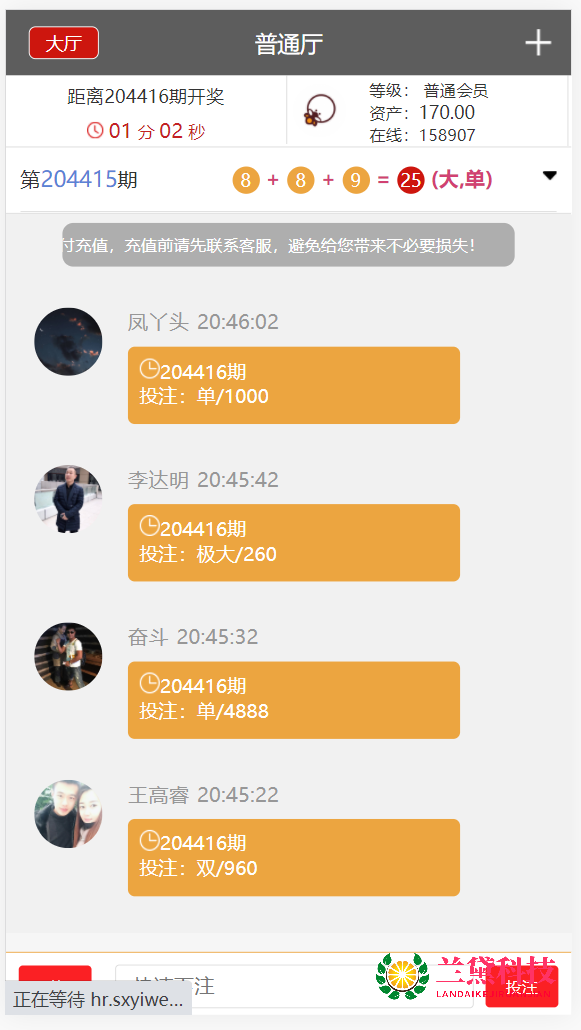 大厅
普通厅
距离204416期开奖
01 分 02 秒
等级： 普通会员
资产：170.00
在线：158907
第204415期
8 + 8 + 9 = 25 (大,单)
付充值，充值前请先联系客服，避免给您带来不必要损失！
凤丫头 20:46:02
204416期
投注：单/1000
李达明 20:45:42
204416期
投注：极大/260
奋斗 20:45:32
204416期
投注：单/4888
王高睿 20:45:22
204416期
投注：双/960
兰黛科技
投注
正在等待 hr.sxyiwe...